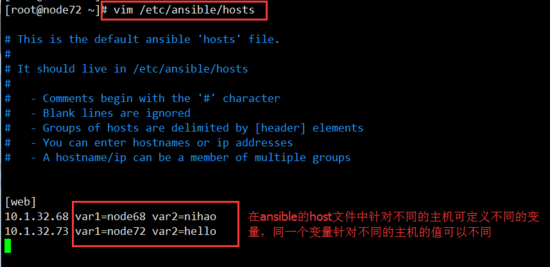 [root@node72 ~]# vim /etc/ansible/hosts
# This is the default ansible 'hosts' file.
#
# It should live in /etc/ansible/hosts
#
#   - Comments begin with the '#' character
#   - Blank lines are ignored
#   - Groups of hosts are delimited by [header] elements
#   - You can enter hostnames or ip addresses
#   - A hostname/ip can be a member of multiple groups
[web]
10.1.32.68 var1=node68 var2=nihao
10.1.32.73 var1=node72 var2=hello
在ansible的host文件中针对不同的主机可定义不同的变
量，同一个变量针对不同的主机的值可以不同